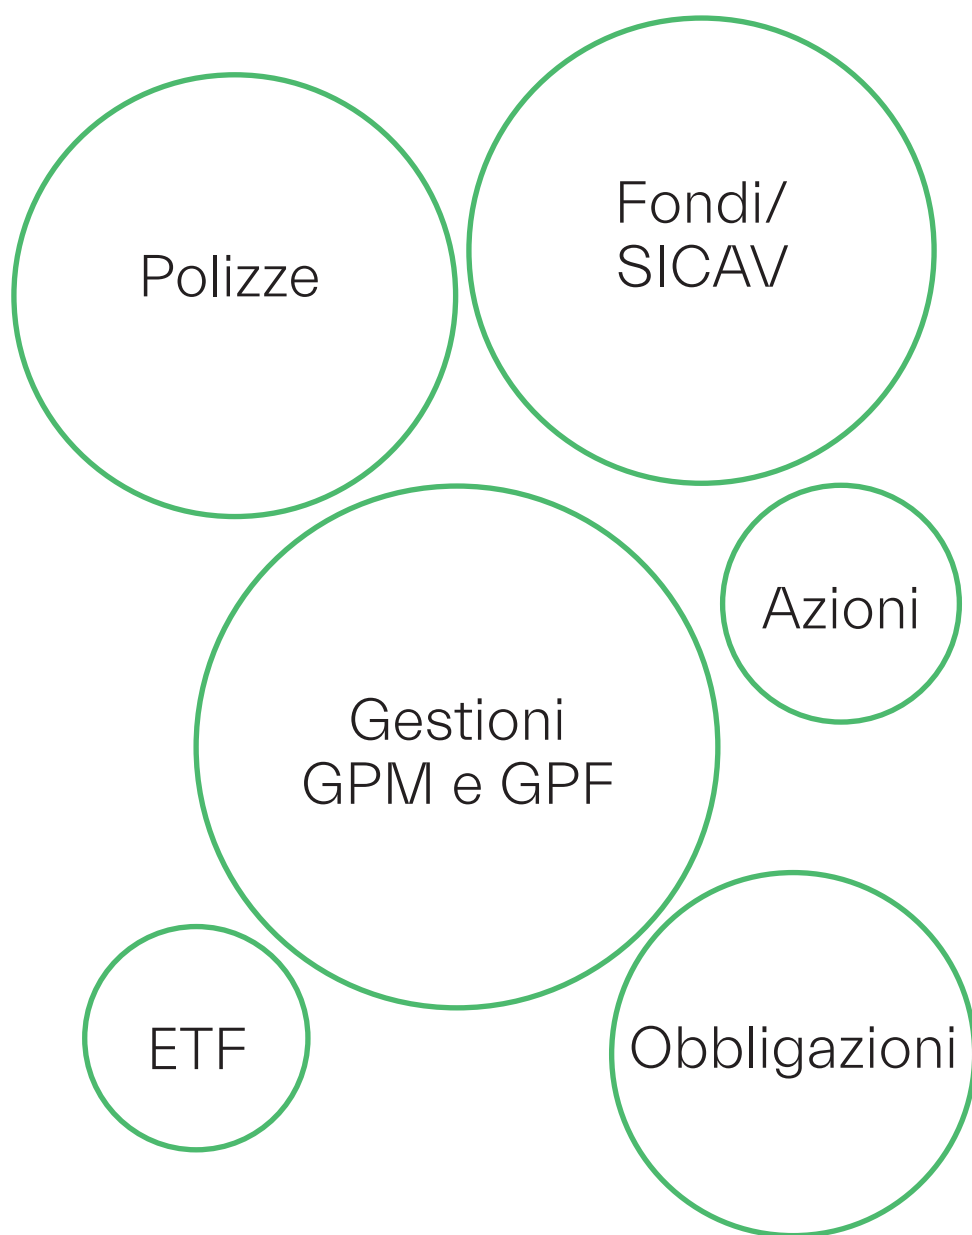 Fondi/
SICAV
Polizze
Azioni
Gestioni
GPM e GPF
ETF
Obbligazioni